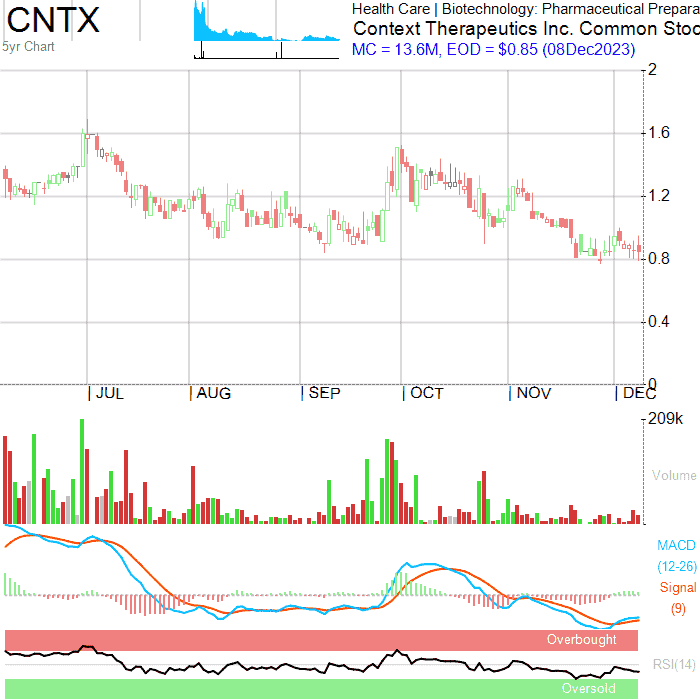 CNTX
5yr Chart
Health Care | Biotechnology: Pharmaceutical Prepara
Context Therapeutics Inc. Common Stoc
MC = 13.6M, EOD = $0.85 (08Dec2023)
2
1.6
1.2
0.8
0.4
0
JUL AUG SEP OCT NOV DEC
209k
Volume
MACD
(12-26)
Signal
(9)
Overbought
RSI(14)
Oversold